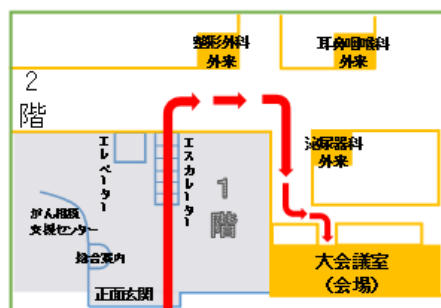 整形外科
外来
耳鼻咽喉科
外来
2
階
エレベーター
エスカレーター
泌尿器科
外来
1
階
がん相談
支援センター
総合案内
大会議室
(会場)
正面玄関